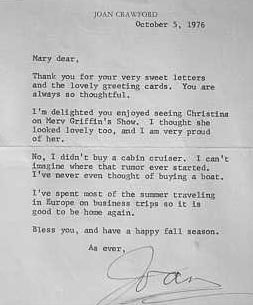 JOAN CRAWFORD
October 5, 1976
Mary dear,
Thank you for your very sweet letters
and the lovely greeting cards. You are
always so thoughtful.
I'm delighted you enjoyed seeing Christina
on Merv Griffin's Show. I thought she
looked lovely too, and I am very proud
of her.
No, I didn't buy a cabin cruiser. I can't
imagine where that rumor ever started.
I've never even thought of buying a boat.
I've spent most of the summer traveling
in Europe on business trips so it is
good to be home again.
Bless you, and have a happy fall season.
As ever,
Joan